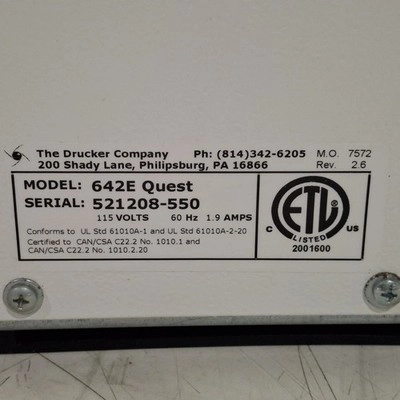 The Drucker Company Ph: (814)342-6205 M.O. 7572
200 Shady Lane, Philipsburg, PA 16866 Rev. 2.6
MODEL: 642E Quest
SERIAL: 521208-550
115 VOLTS 60 Hz 1.9 AMPS
Conforms to UL Std 61010A-1 and UL Std 61010A-2-20
Certified to CAN/CSA C22.2 No. 1010.1 and
CAN/CSA C22.2 No. 1010.2.20
ETL
C US
LISTED
2001600